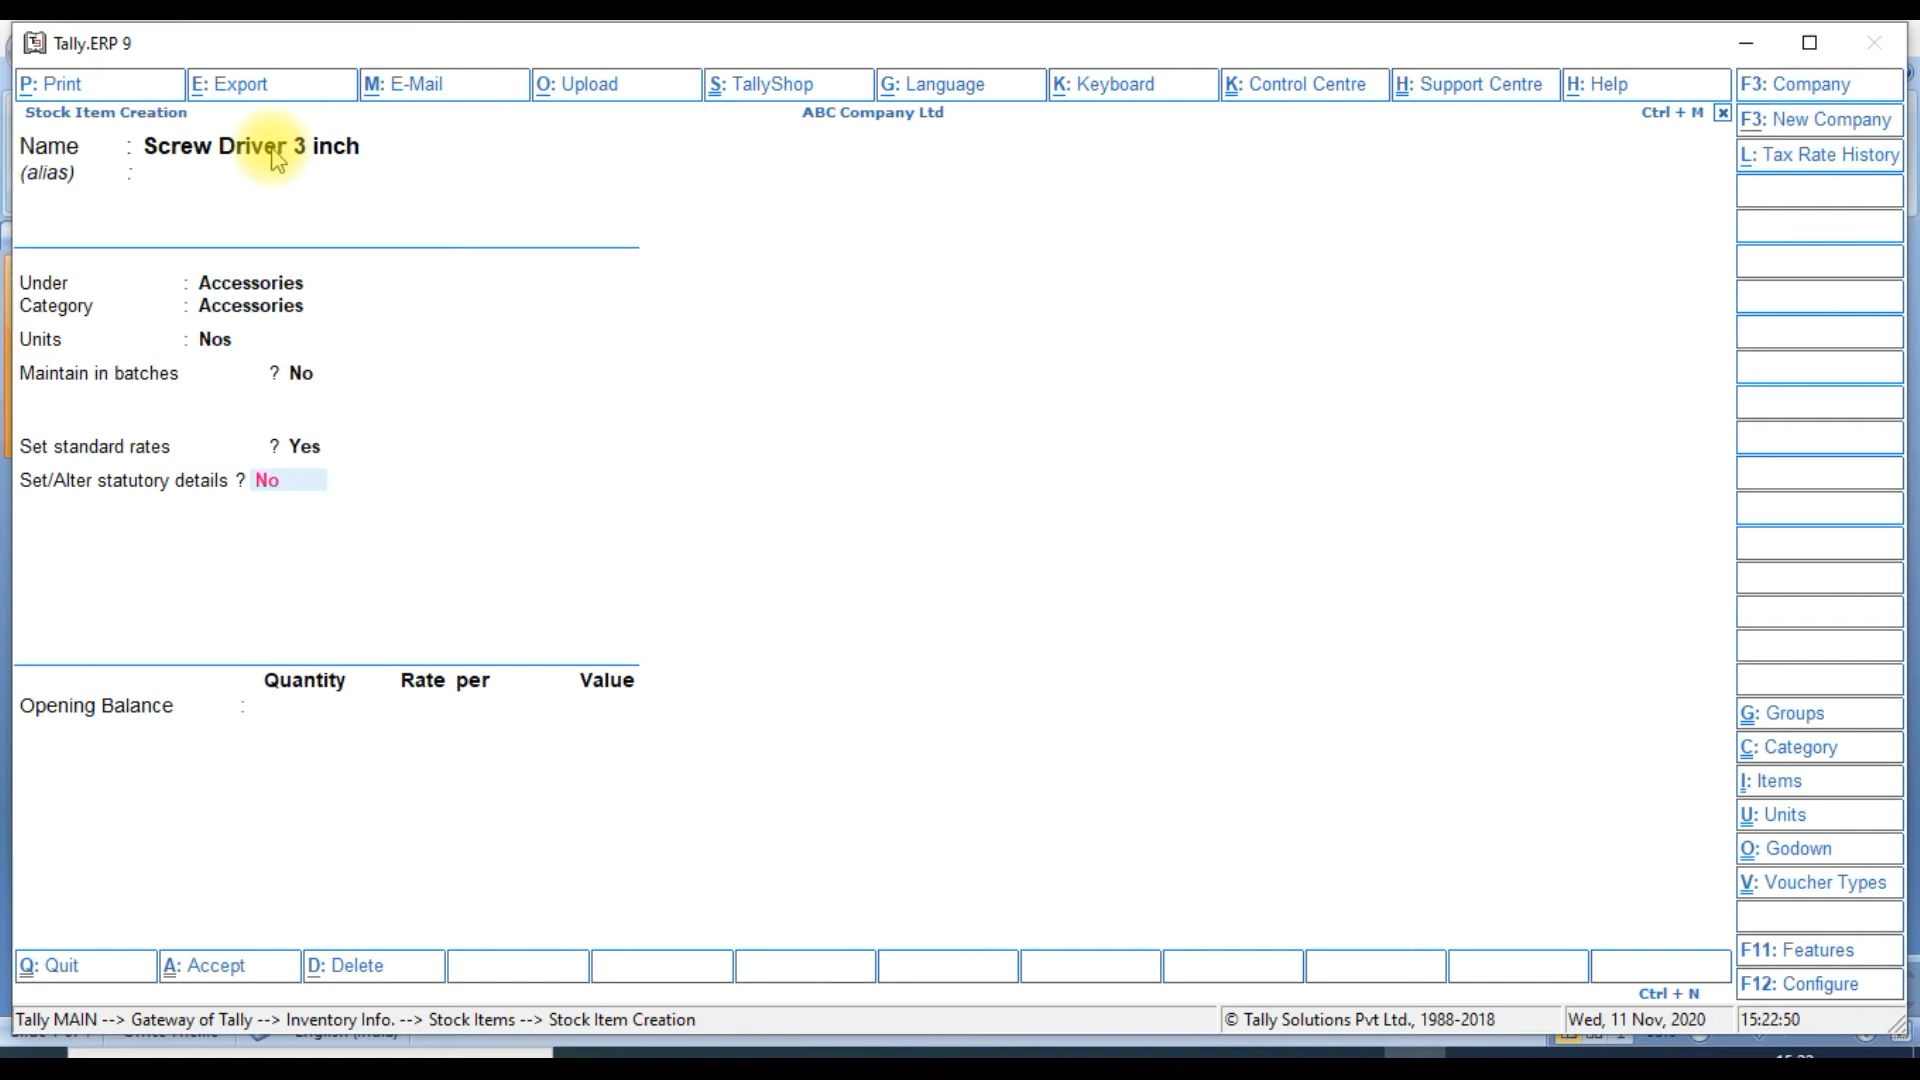 Tally.ERP 9
P: Print E: Export M: E-Mail O: Upload S: TallyShop G: Language K: Keyboard K: Control Centre H: Support Centre H: Help F3: Company
Stock Item Creation ABC Company Ltd Ctrl + M
F3: New Company
Name : Screw Driver 3 inch
L: Tax Rate History
(alias) :
Under : Accessories
Category : Accessories
Units : Nos
Maintain in batches ? No
Set standard rates ? Yes
Set/Alter statutory details ? No
Quantity Rate per Value
Opening Balance :
G: Groups
C: Category
I: Items
U: Units
O: Godown
V: Voucher Types
F11: Features
Q: Quit A: Accept D: Delete
F12: Configure
Ctrl + N
Tally MAIN --> Gateway of Tally --> Inventory Info. --> Stock Items --> Stock Item Creation © Tally Solutions Pvt Ltd., 1988-2018 Wed, 11 Nov, 2020 15:22:50